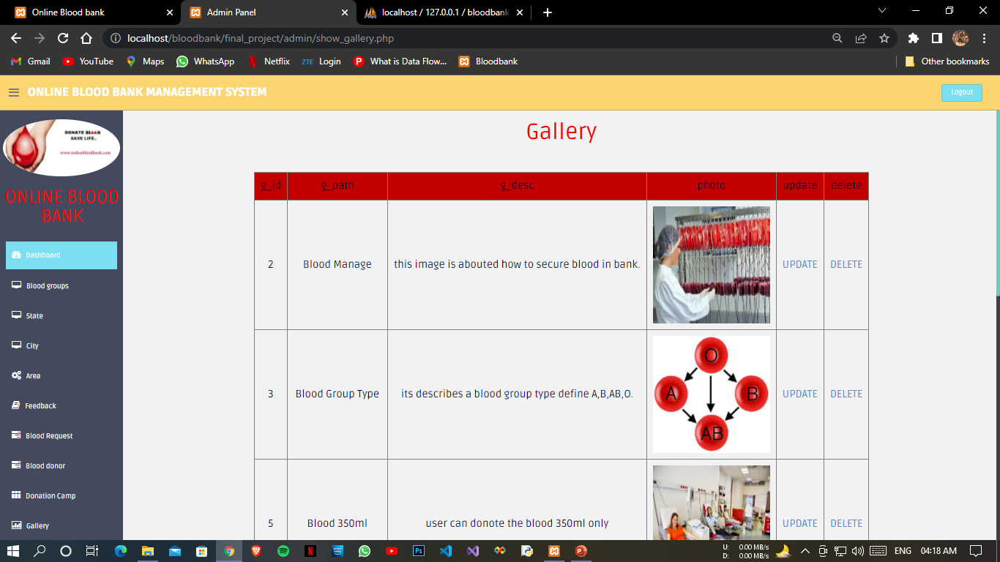 Online Blood bank
Admin Panel
localhost / 127.0.0.1 / bloodbank
localhost/bloodbank/final_project/admin/show_gallery.php
Gmail YouTube Maps WhatsApp Netflix ZTE Login What is Data Flow... Bloodbank Other bookmarks
ONLINE BLOOD BANK MANAGEMENT SYSTEM
Logout
DONATE BLOOD
SAVE LIFE..
www.indianbloodbank.com
ONLINE BLOOD
BANK
Dashboard
Blood groups
State
City
Area
Feedback
Blood Request
Blood donor
Donation Camp
Gallery
Gallery
g_id g_path g_desc photo update delete
2 Blood Manage this image is abouted how to secure blood in bank. UPDATE DELETE
3 Blood Group Type its describes a blood group type define A,B,AB,O. UPDATE DELETE
O
A B
AB
5 Blood 350ml user can donote the blood 350ml only UPDATE DELETE
U: 0.00 MB/s
D: 0.00 MB/s
ENG 04:18 AM